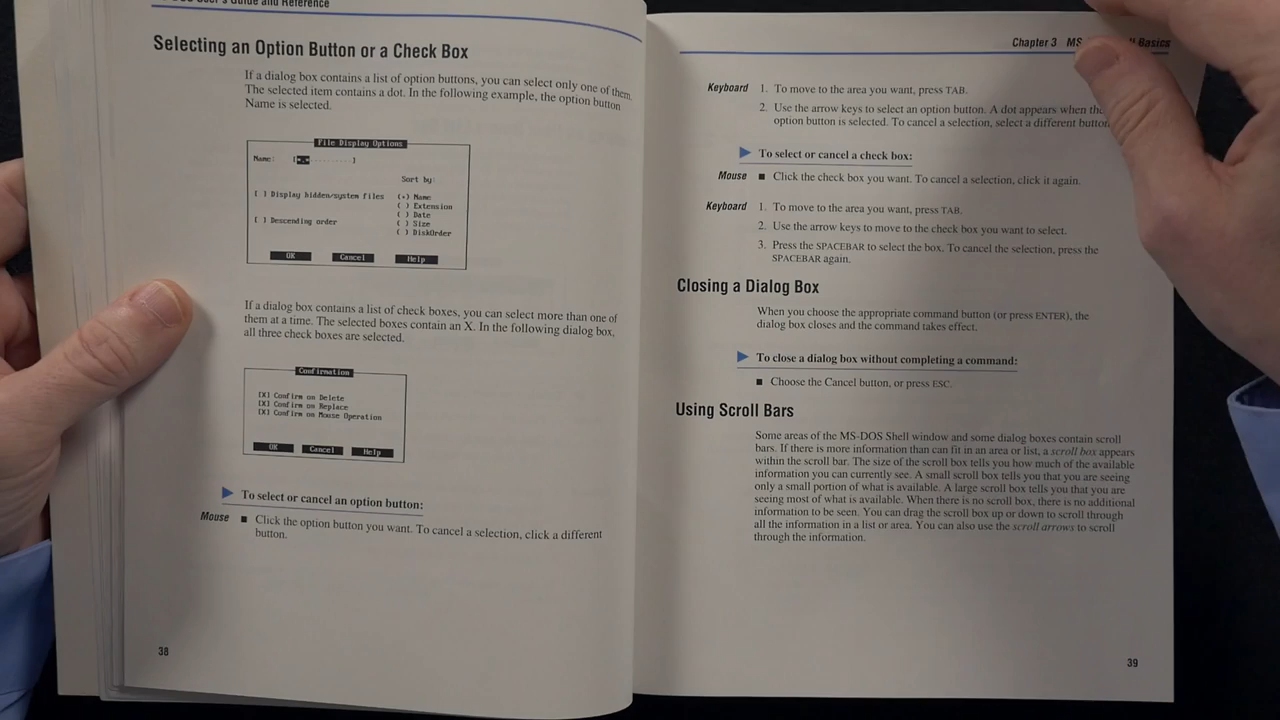 User's Guide and Reference
Selecting an Option Button or a Check Box
If a dialog box contains a list of option buttons, you can select only one of them.
The selected item contains a dot. In the following example, the option button
Name is selected.
File Display Options
Name: [*.*..........]
Sort by:
[ ] Display hidden/system files (•) Name
( ) Extension
( ) Date
[ ] Descending order ( ) Size
( ) DiskOrder
OK Cancel Help
If a dialog box contains a list of check boxes, you can select more than one of
them at a time. The selected boxes contain an X. In the following dialog box,
all three check boxes are selected.
Confirmation
[X] Confirm on Delete
[X] Confirm on Replace
[X] Confirm on Mouse Operation
OK Cancel Help
To select or cancel an option button:
Mouse ■ Click the option button you want. To cancel a selection, click a different
button.
38
Chapter 3 MS Basics
Keyboard 1. To move to the area you want, press TAB.
2. Use the arrow keys to select an option button. A dot appears when the
option button is selected. To cancel a selection, select a different button.
To select or cancel a check box:
Mouse ■ Click the check box you want. To cancel a selection, click it again.
Keyboard 1. To move to the area you want, press TAB.
2. Use the arrow keys to move to the check box you want to select.
3. Press the SPACEBAR to select the box. To cancel the selection, press the
SPACEBAR again.
Closing a Dialog Box
When you choose the appropriate command button (or press ENTER), the
dialog box closes and the command takes effect.
To close a dialog box without completing a command:
■ Choose the Cancel button, or press ESC.
Using Scroll Bars
Some areas of the MS-DOS Shell window and some dialog boxes contain scroll
bars. If there is more information than can fit in an area or list, a scroll box appears
within the scroll bar. The size of the scroll box tells you how much of the available
information you can currently see. A small scroll box tells you that you are seeing
only a small portion of what is available. A large scroll box tells you that you are
seeing most of what is available. When there is no scroll box, there is no additional
information to be seen. You can drag the scroll box up or down to scroll through
all the information in a list or area. You can also use the scroll arrows to scroll
through the information.
39